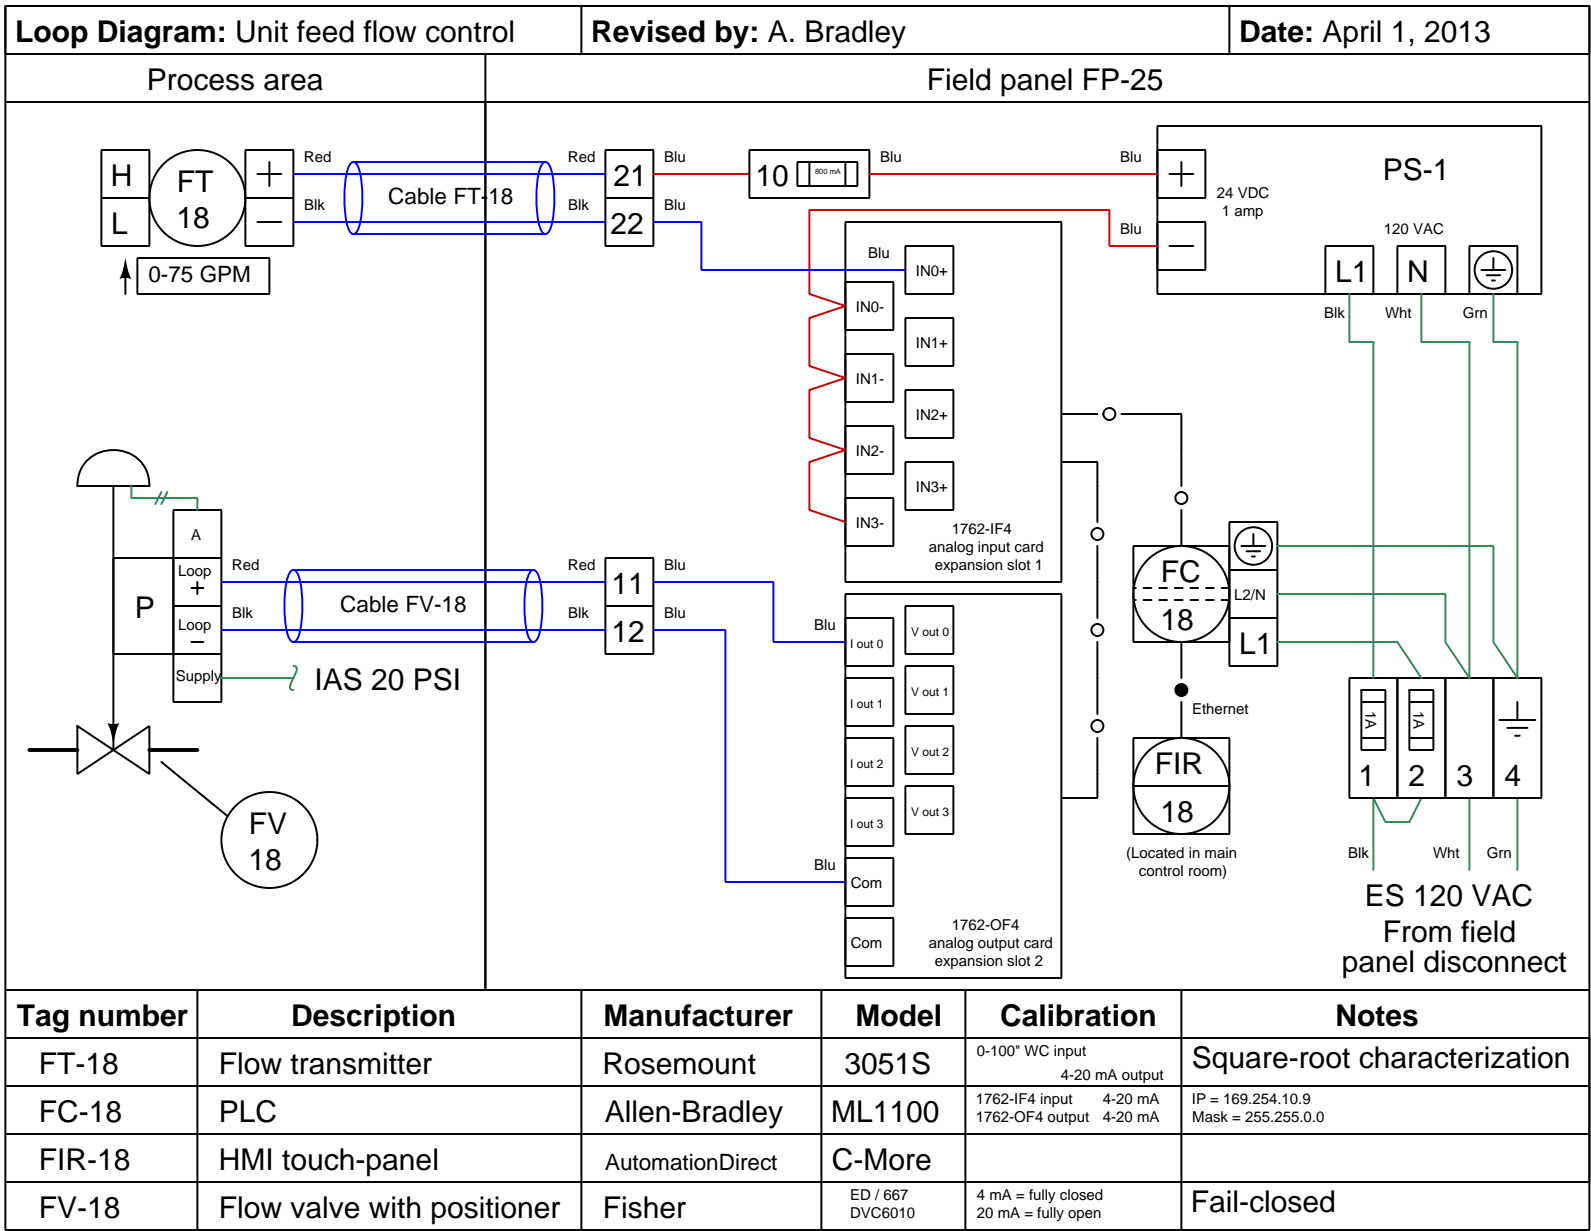 Loop Diagram: Unit feed flow control
Revised by: A. Bradley
Date: April 1, 2013
Process area
Field panel FP-25
H
L
FT
18
+
−
Red
Blk
Cable FT-18
Red
Blk
21
22
Blu
Blu
10
800 mA
Blu
Blu
Blu
+
−
24 VDC
1 amp
PS-1
120 VAC
L1
N
Blk
Wht
Grn
0-75 GPM
Blu
IN0+
IN0-
IN1+
IN1-
IN2+
IN2-
IN3+
IN3-
1762-IF4
analog input card
expansion slot 1
A
P
Loop
+
Loop
−
Supply
Red
Blk
Cable FV-18
Red
Blk
11
12
Blu
Blu
IAS 20 PSI
FV
18
Blu
I out 0
V out 0
I out 1
V out 1
I out 2
V out 2
I out 3
V out 3
Blu
Com
Com
1762-OF4
analog output card
expansion slot 2
FC
18
L2/N
L1
Ethernet
FIR
18
(Located in main
control room)
1A
1A
1
2
3
4
Blk
Wht
Grn
ES 120 VAC
From field
panel disconnect
Tag number
Description
Manufacturer
Model
Calibration
Notes
FT-18
Flow transmitter
Rosemount
3051S
0-100" WC input
4-20 mA output
Square-root characterization
FC-18
PLC
Allen-Bradley
ML1100
1762-IF4 input 4-20 mA
1762-OF4 output 4-20 mA
IP = 169.254.10.9
Mask = 255.255.0.0
FIR-18
HMI touch-panel
AutomationDirect
C-More
FV-18
Flow valve with positioner
Fisher
ED / 667
DVC6010
4 mA = fully closed
20 mA = fully open
Fail-closed